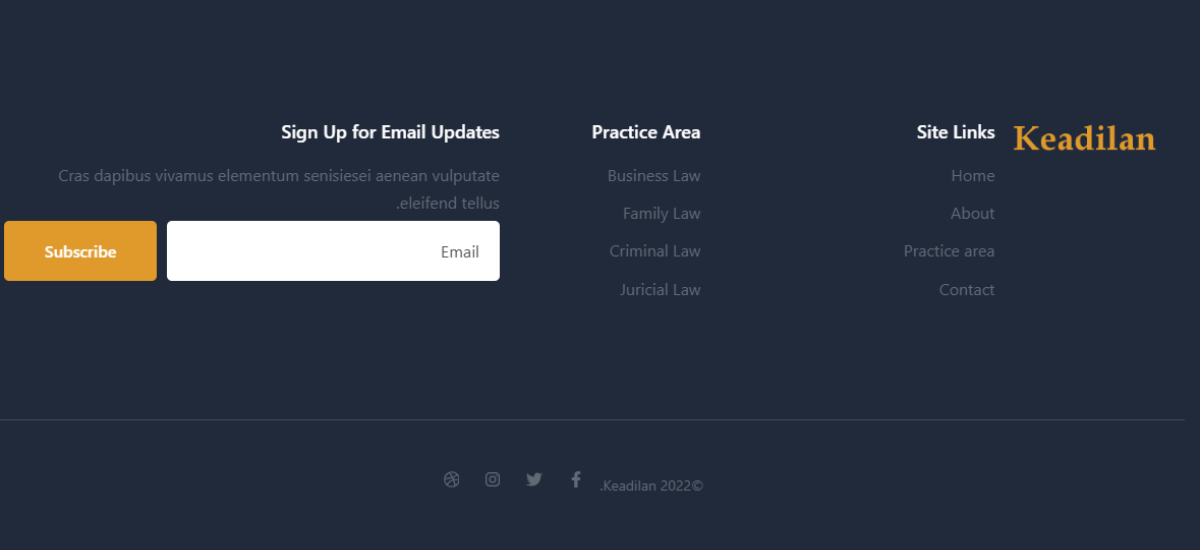 Keadilan
Site Links
Home
About
Practice area
Contact
Practice Area
Business Law
Family Law
Criminal Law
Juricial Law
Sign Up for Email Updates
Cras dapibus vivamus elementum senisiesei aenean vulputate
.eleifend tellus
Email
Subscribe
.Keadilan 2022©